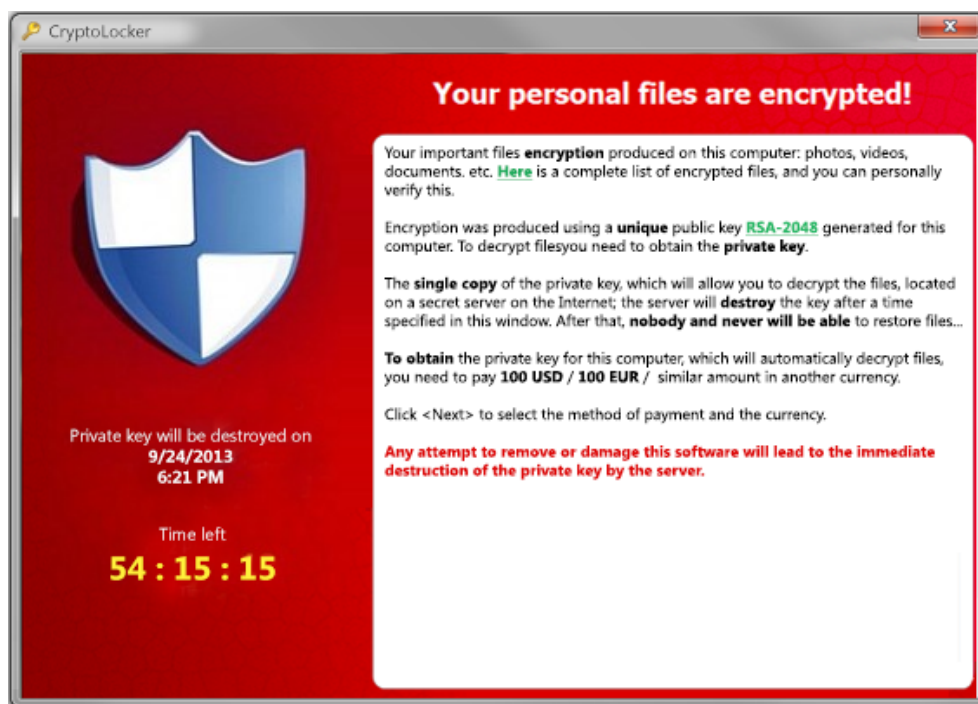 CryptoLocker
Your personal files are encrypted!
Your important files encryption produced on this computer: photos, videos,
documents. etc. Here is a complete list of encrypted files, and you can personally
verify this.
Encryption was produced using a unique public key RSA-2048 generated for this
computer. To decrypt filesyou need to obtain the private key.
The single copy of the private key, which will allow you to decrypt the files, located
on a secret server on the Internet; the server will destroy the key after a time
specified in this window. After that, nobody and never will be able to restore files...
To obtain the private key for this computer, which will automatically decrypt files,
you need to pay 100 USD / 100 EUR / similar amount in another currency.
Click <Next> to select the method of payment and the currency.
Any attempt to remove or damage this software will lead to the immediate
destruction of the private key by the server.
Private key will be destroyed on
9/24/2013
6:21 PM
Time left
54 : 15 : 15